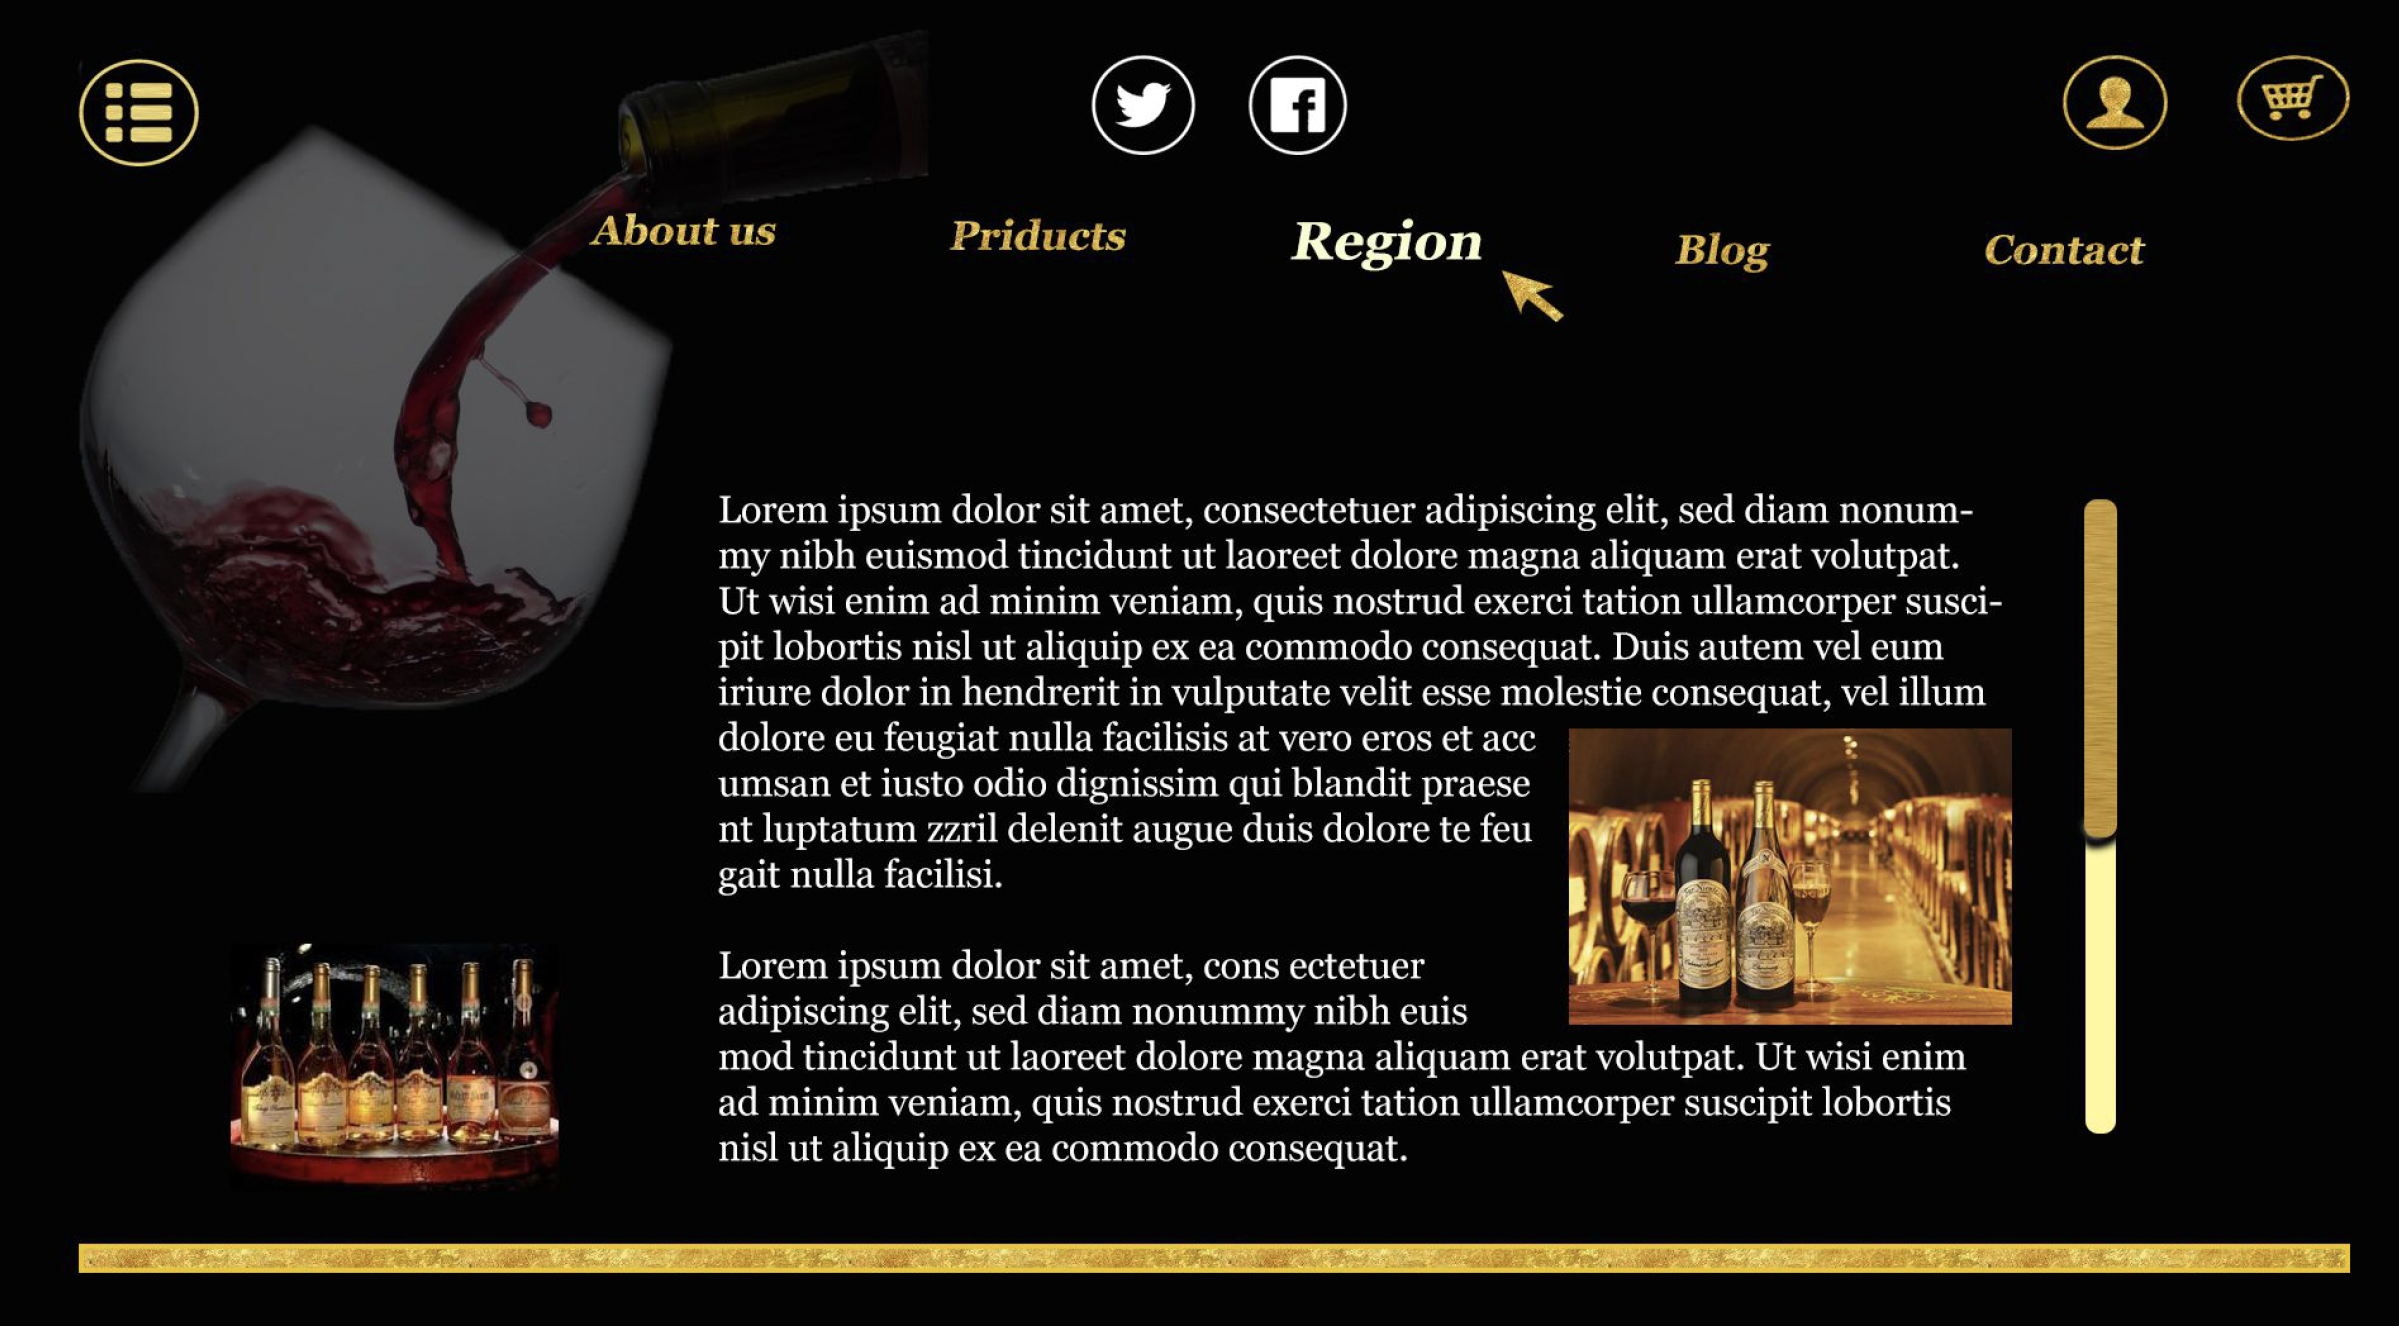 About us
Priducts
Region
Blog
Contact
Lorem ipsum dolor sit amet, consectetuer adipiscing elit, sed diam nonum-
my nibh euismod tincidunt ut laoreet dolore magna aliquam erat volutpat.
Ut wisi enim ad minim veniam, quis nostrud exerci tation ullamcorper susci-
pit lobortis nisl ut aliquip ex ea commodo consequat. Duis autem vel eum
iriure dolor in hendrerit in vulputate velit esse molestie consequat, vel illum
dolore eu feugiat nulla facilisis at vero eros et acc
umsan et iusto odio dignissim qui blandit praese
nt luptatum zzril delenit augue duis dolore te feu
gait nulla facilisi.
Lorem ipsum dolor sit amet, cons ectetuer
adipiscing elit, sed diam nonummy nibh euis
mod tincidunt ut laoreet dolore magna aliquam erat volutpat. Ut wisi enim
ad minim veniam, quis nostrud exerci tation ullamcorper suscipit lobortis
nisl ut aliquip ex ea commodo consequat.